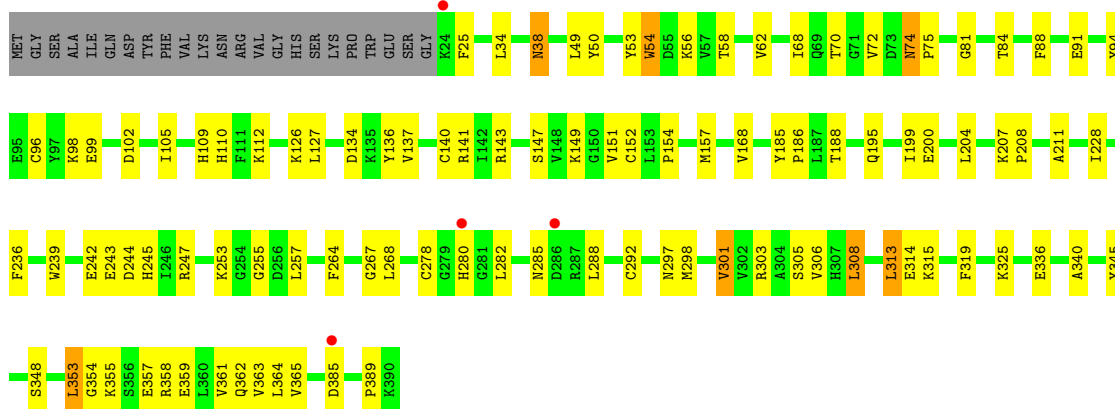 MET GLY SER ALA ILE GLN ASP TYR PHE VAL LYS ASN ARG VAL GLY HIS SER LYS PRO TRP GLU SER GLY K24 F25 L34 N38 L49 Y50 Y53 W54 D55 K56 V57 T58 V62 I68 Q69 T70 G71 V72 D73 N74 P75 G81 T84 F88 E91 Y94
E95 C96 Y97 K98 E99 D102 I105 H109 H110 F111 K112 K126 L127 D134 K135 Y136 V137 C140 R141 I142 R143 S147 V148 K149 G150 V151 C152 L153 P154 M157 V168 Y185 P186 L187 T188 Q195 I199 E200 L204 K207 P208 A211 I228
F236 W239 E242 E243 D244 H245 I246 R247 K253 G254 G255 D256 L257 F264 G267 L268 C278 G279 H280 G281 L282 N285 D286 R287 L288 C292 N297 M298 V301 V302 R303 A304 S305 V306 H307 L308 L313 E314 K315 F319 K325 E336 A340 Y345
S348 L353 G354 K355 S356 E357 R358 E359 L360 V361 Q362 V363 L364 V365 D385 P389 K390